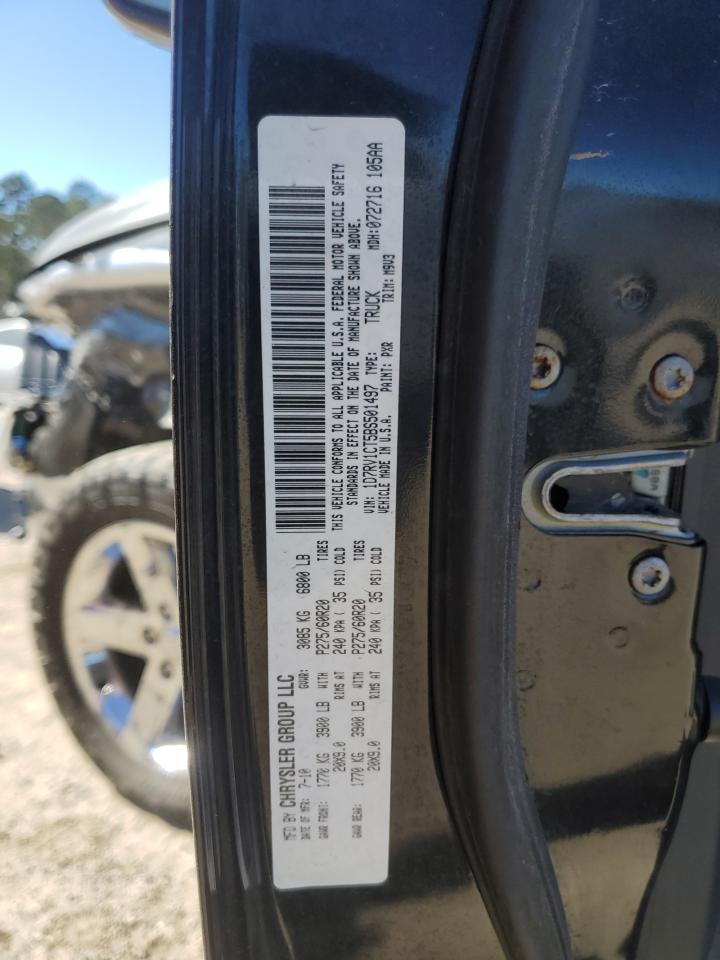 MFD BY CHRYSLER GROUP LLC
DATE OF MFR: 7-10 GVWR: 3085 KG 6800 LB
GAWR FRONT: 1770 KG 3900 LB WITH P275/60R20 TIRES
20X9.0 RIMS AT 240 KPA ( 35 PSI) COLD
GAWR REAR: 1770 KG 3900 LB WITH P275/60R20 TIRES
20X9.0 RIMS AT 240 KPA ( 35 PSI) COLD
THIS VEHICLE CONFORMS TO ALL APPLICABLE U.S.A. FEDERAL MOTOR VEHICLE SAFETY
STANDARDS IN EFFECT ON THE DATE OF MANUFACTURE SHOWN ABOVE.
VIN: 1D7RV1CT5BS501497 TYPE: TRUCK MDH:072716 105AA
VEHICLE MADE IN U.S.A. PAINT: PXR TRIM: M9V3